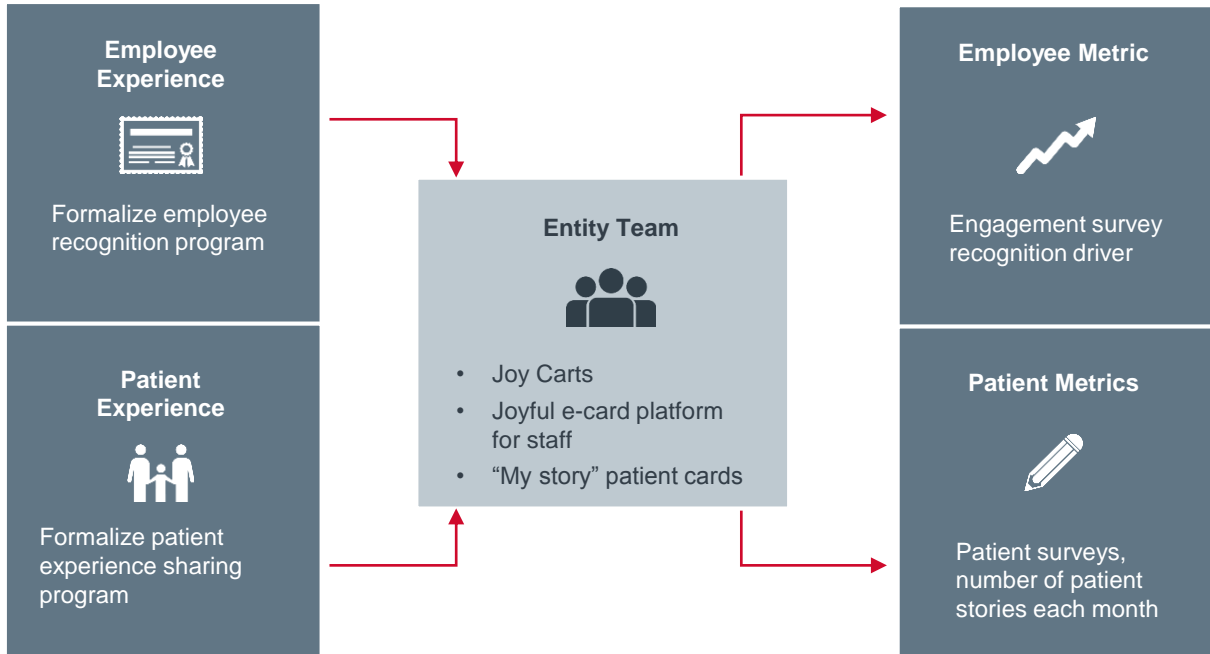 Employee
Experience
Formalize employee
recognition program
Patient
Experience
Formalize patient
experience sharing
program
Entity Team
• Joy Carts
• Joyful e-card platform
for staff
• “My story” patient cards
Employee Metric
Engagement survey
recognition driver
Patient Metrics
Patient surveys,
number of patient
stories each month